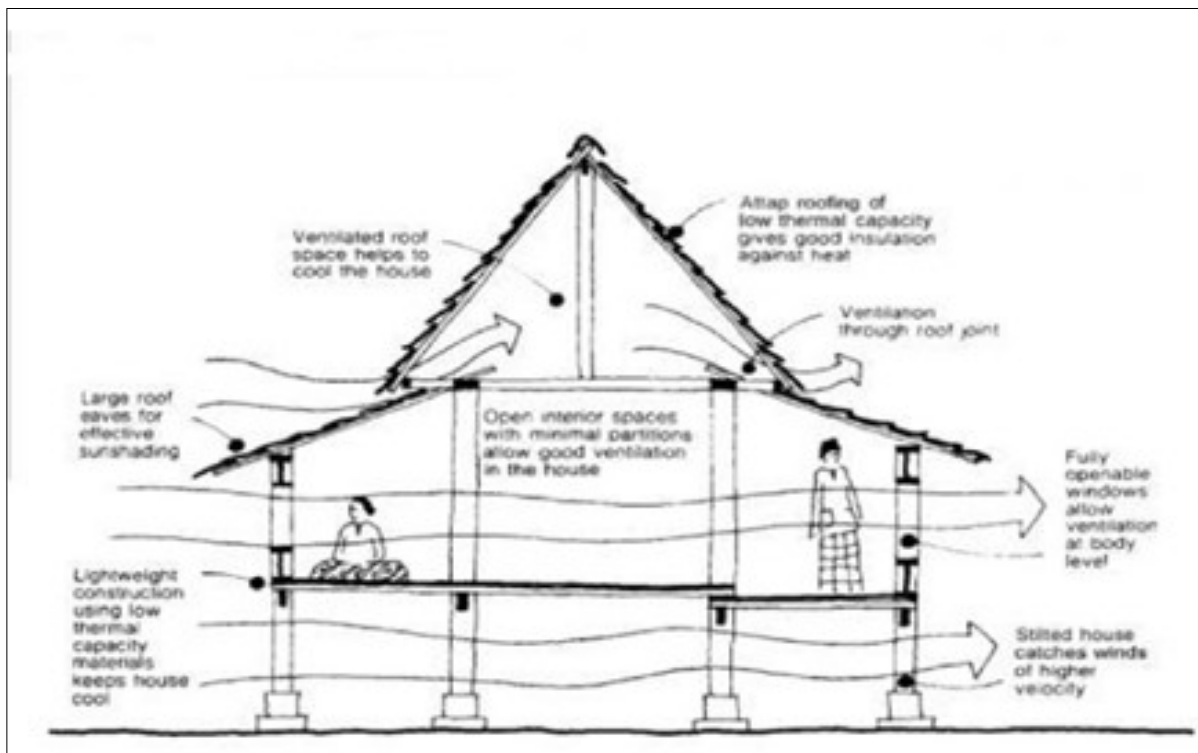 Ventilated roof
space helps to
cool the house
Attap roofing of
low thermal capacity
gives good insulation
against heat
Ventilation
through roof joint
Large roof
eaves for
effective
sunshading
Open interior spaces
with minimal partitions
allow good ventilation
in the house
Fully
openable
windows
allow
ventilation
at body
level
Lightweight
construction
using low
thermal
capacity
materials
keeps house
cool
Stilted house
catches winds
of higher
velocity